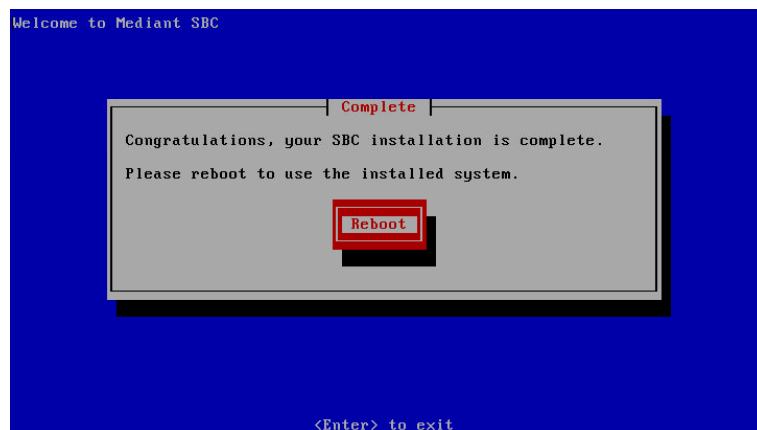 Welcome to Mediant SBC
Complete
Congratulations, your SBC installation is complete.
Please reboot to use the installed system.
Reboot
<Enter> to exit